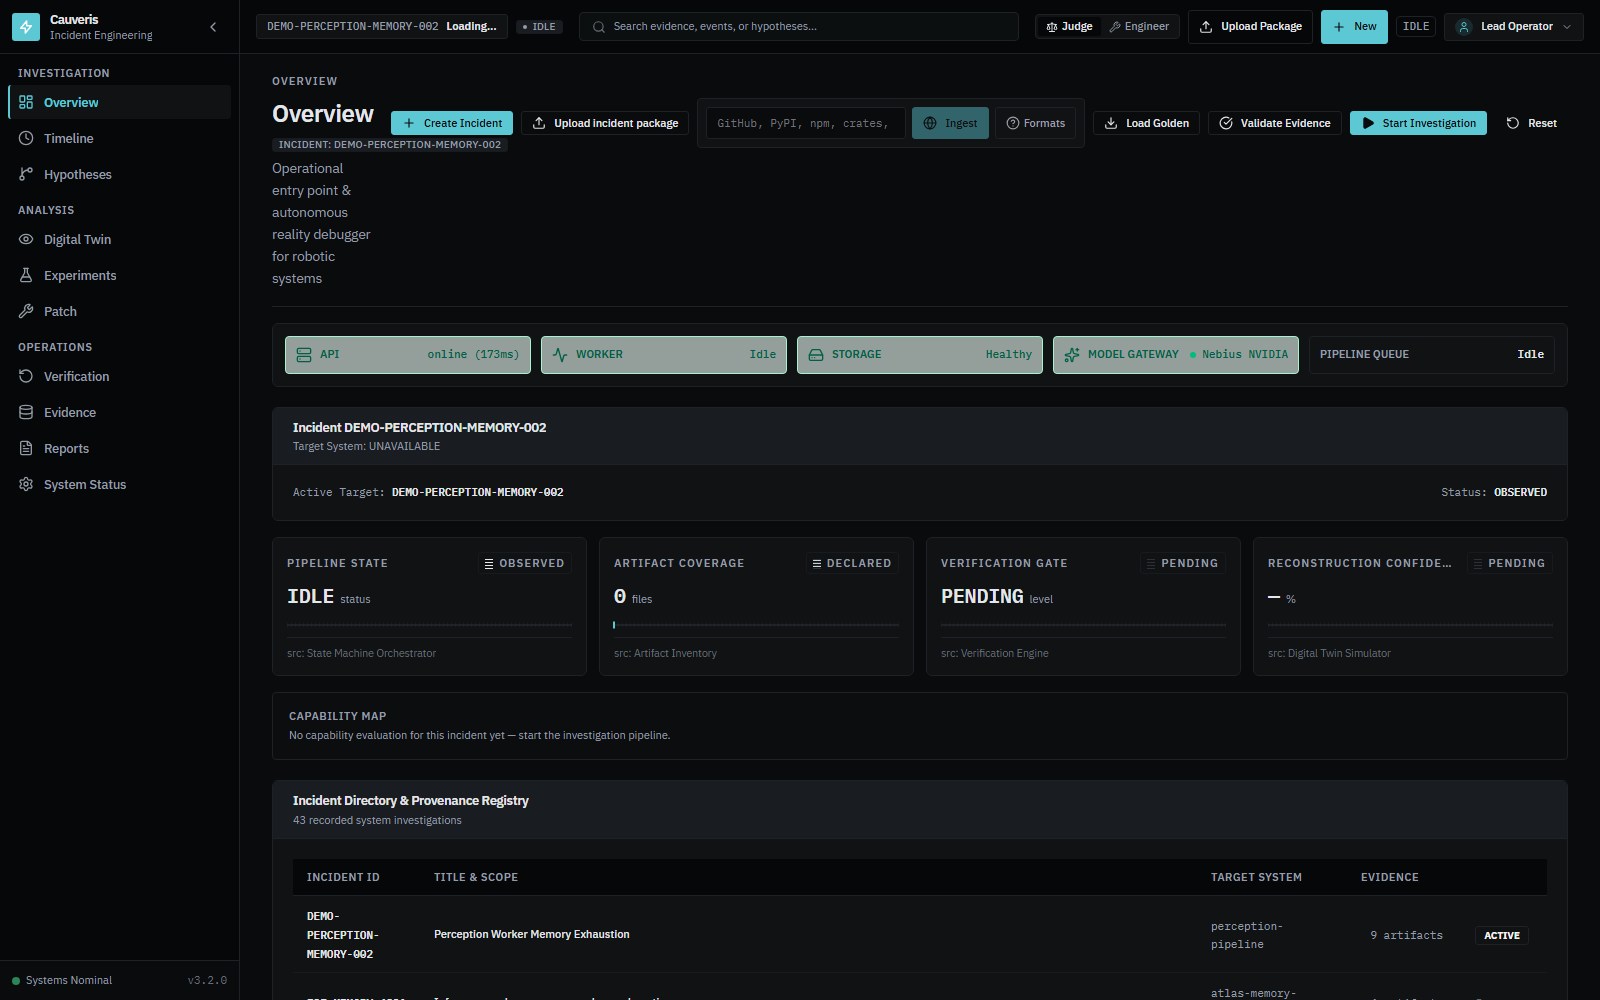 Cauveris
Incident Engineering
DEMO-PERCEPTION-MEMORY-002 Loading...
IDLE
Search evidence, events, or hypotheses...
Judge
Engineer
Upload Package
New
IDLE
Lead Operator
INVESTIGATION
Overview
Timeline
Hypotheses
ANALYSIS
Digital Twin
Experiments
Patch
OPERATIONS
Verification
Evidence
Reports
System Status
Systems Nominal
v3.2.0
OVERVIEW
Overview
INCIDENT: DEMO-PERCEPTION-MEMORY-002
Operational
entry point &
autonomous
reality debugger
for robotic
systems
Create Incident
Upload incident package
GitHub, PyPI, npm, crates,
Ingest
Formats
Load Golden
Validate Evidence
Start Investigation
Reset
API online (173ms)
WORKER Idle
STORAGE Healthy
MODEL GATEWAY Nebius NVIDIA
PIPELINE QUEUE Idle
Incident DEMO-PERCEPTION-MEMORY-002
Target System: UNAVAILABLE
Active Target: DEMO-PERCEPTION-MEMORY-002
Status: OBSERVED
PIPELINE STATE OBSERVED
IDLE status
src: State Machine Orchestrator
ARTIFACT COVERAGE DECLARED
0 files
src: Artifact Inventory
VERIFICATION GATE PENDING
PENDING level
src: Verification Engine
RECONSTRUCTION CONFIDE... PENDING
— %
src: Digital Twin Simulator
CAPABILITY MAP
No capability evaluation for this incident yet — start the investigation pipeline.
Incident Directory & Provenance Registry
43 recorded system investigations
INCIDENT ID TITLE & SCOPE TARGET SYSTEM EVIDENCE
DEMO-
PERCEPTION-
MEMORY-002
Perception Worker Memory Exhaustion
perception-
pipeline
9 artifacts
ACTIVE
atlas-memory-